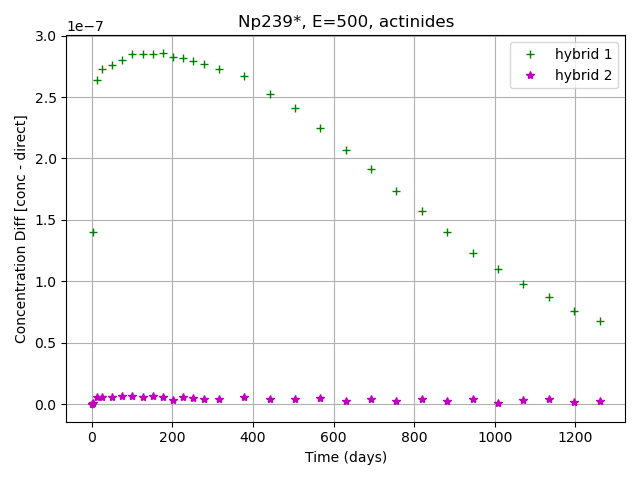 Np239*, E=500, actinides
1e−7
3.0
2.5
2.0
1.5
1.0
0.5
0.0
Concentration Diff [conc - direct]
hybrid 1
hybrid 2
0 200 400 600 800 1000 1200
Time (days)